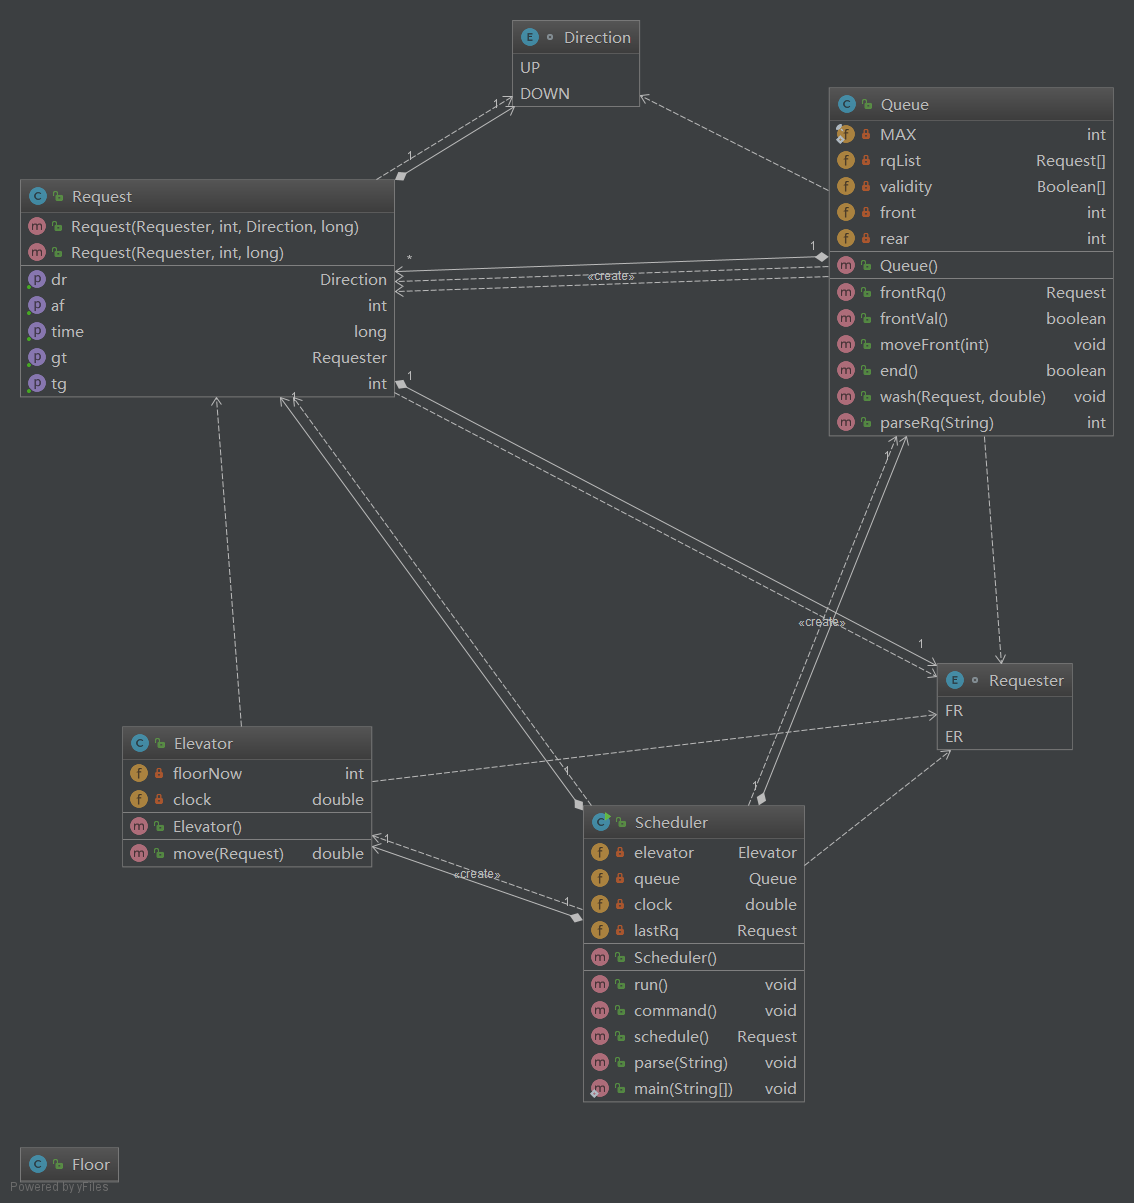 E Direction
UP
DOWN
1
1
C Queue
f MAX int
f rqList Request[]
f validity Boolean[]
f front int
f rear int
m Queue()
m frontRq() Request
m frontVal() boolean
m moveFront(int) void
m end() boolean
m wash(Request, double) void
m parseRq(String) int
C Request
m Request(Requester, int, Direction, long)
m Request(Requester, int, long)
p dr Direction
p af int
p time long
p gt Requester
p tg int
*
1
«create»
1
1
1
«create»
1
E Requester
FR
ER
C Elevator
f floorNow int
f clock double
m Elevator()
m move(Request) double
1
1
1
«create»
1
C Scheduler
f elevator Elevator
f queue Queue
f clock double
f lastRq Request
m Scheduler()
m run() void
m command() void
m schedule() Request
m parse(String) void
m main(String[]) void
C Floor
Powered by yFiles